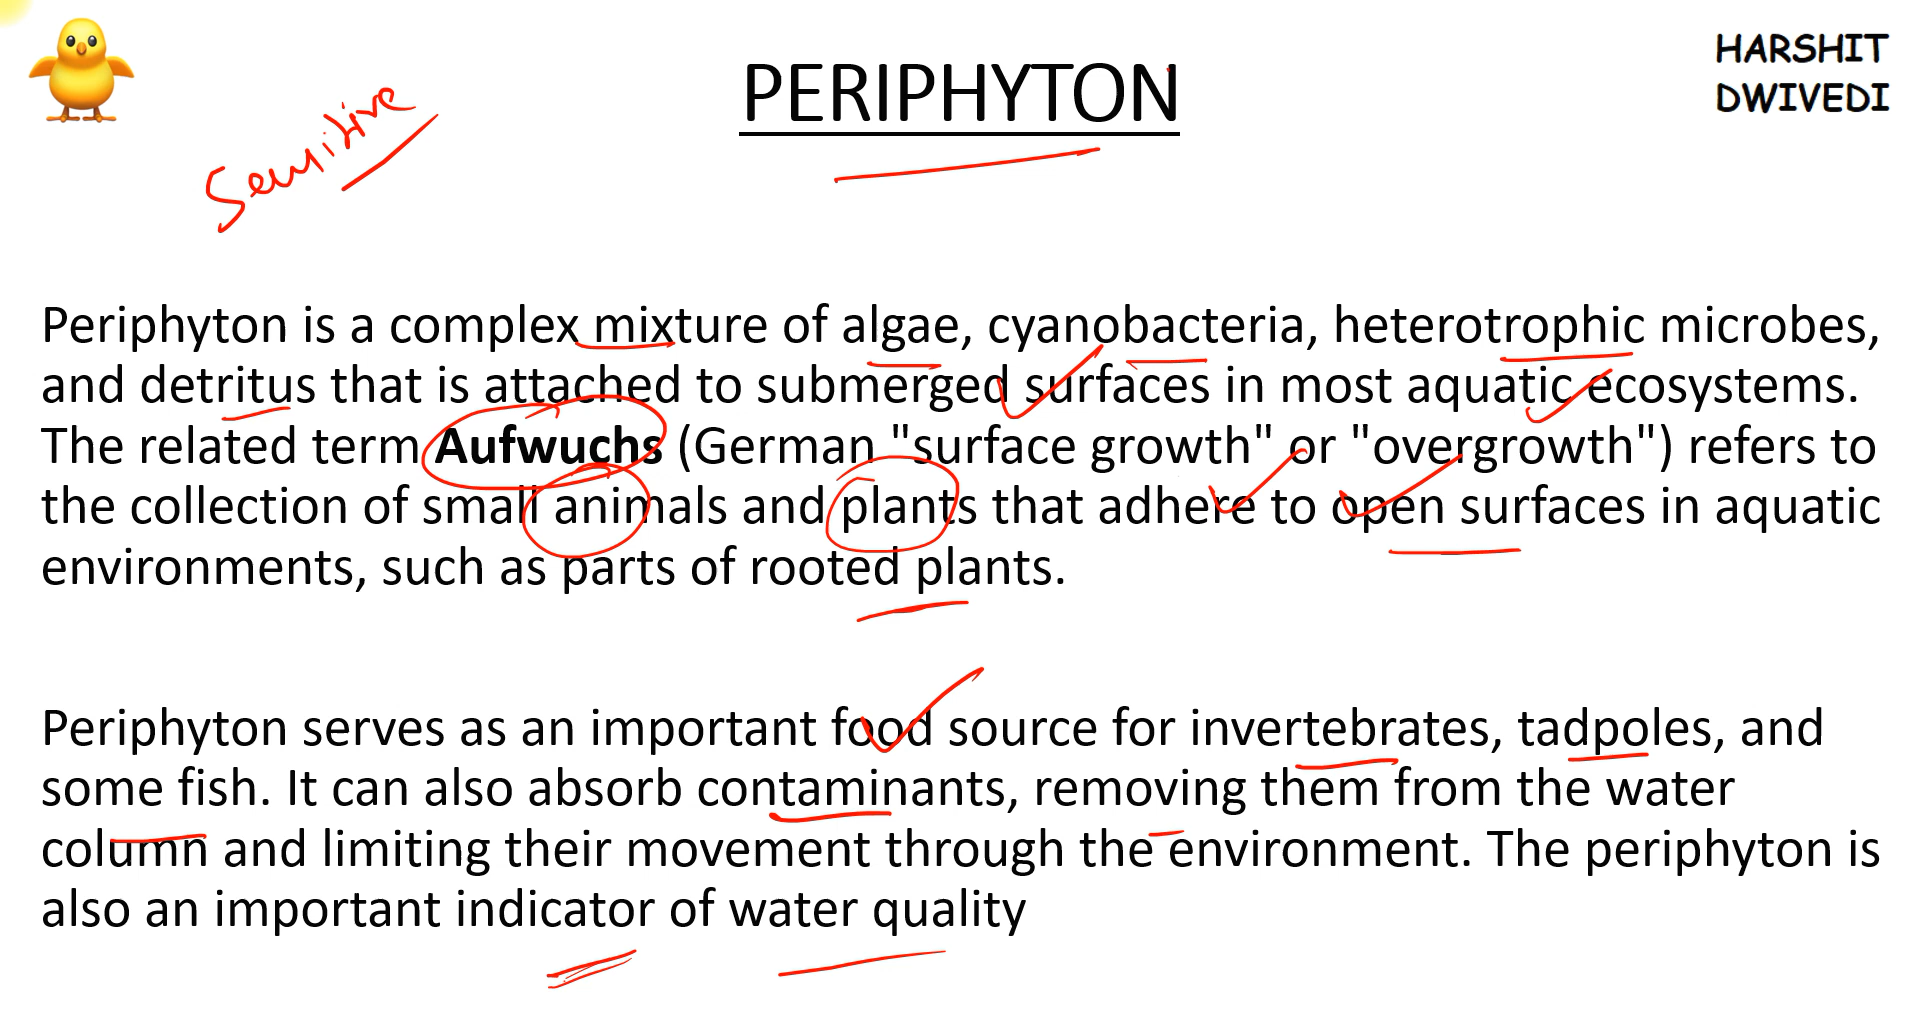 PERIPHYTON
HARSHIT
DWIVEDI
Sensitive
Periphyton is a complex mixture of algae, cyanobacteria, heterotrophic microbes,
and detritus that is attached to submerged surfaces in most aquatic ecosystems.
The related term Aufwuchs (German "surface growth" or "overgrowth") refers to
the collection of small animals and plants that adhere to open surfaces in aquatic
environments, such as parts of rooted plants.
Periphyton serves as an important food source for invertebrates, tadpoles, and
some fish. It can also absorb contaminants, removing them from the water
column and limiting their movement through the environment. The periphyton is
also an important indicator of water quality